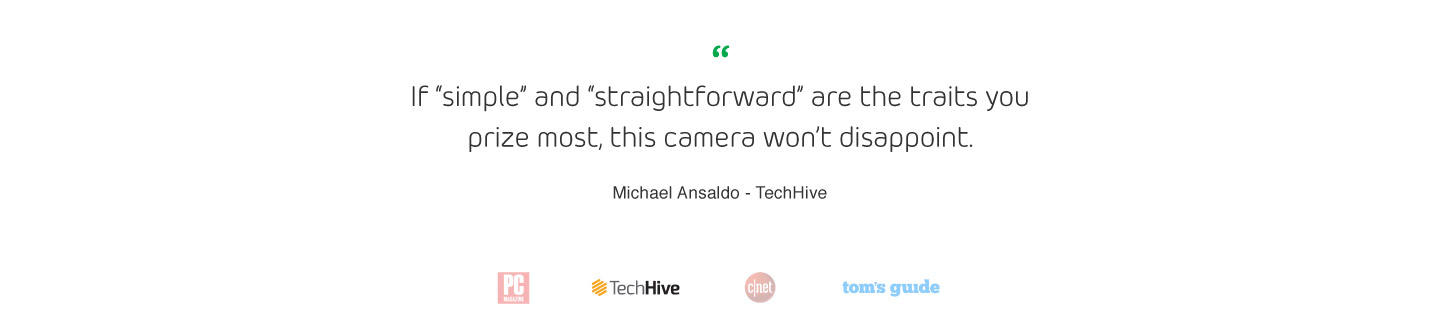 “
If “simple” and “straightforward” are the traits you
prize most, this camera won’t disappoint.
Michael Ansaldo - TechHive
PC
MAGAZINE
TechHive
c|net
tom's guide